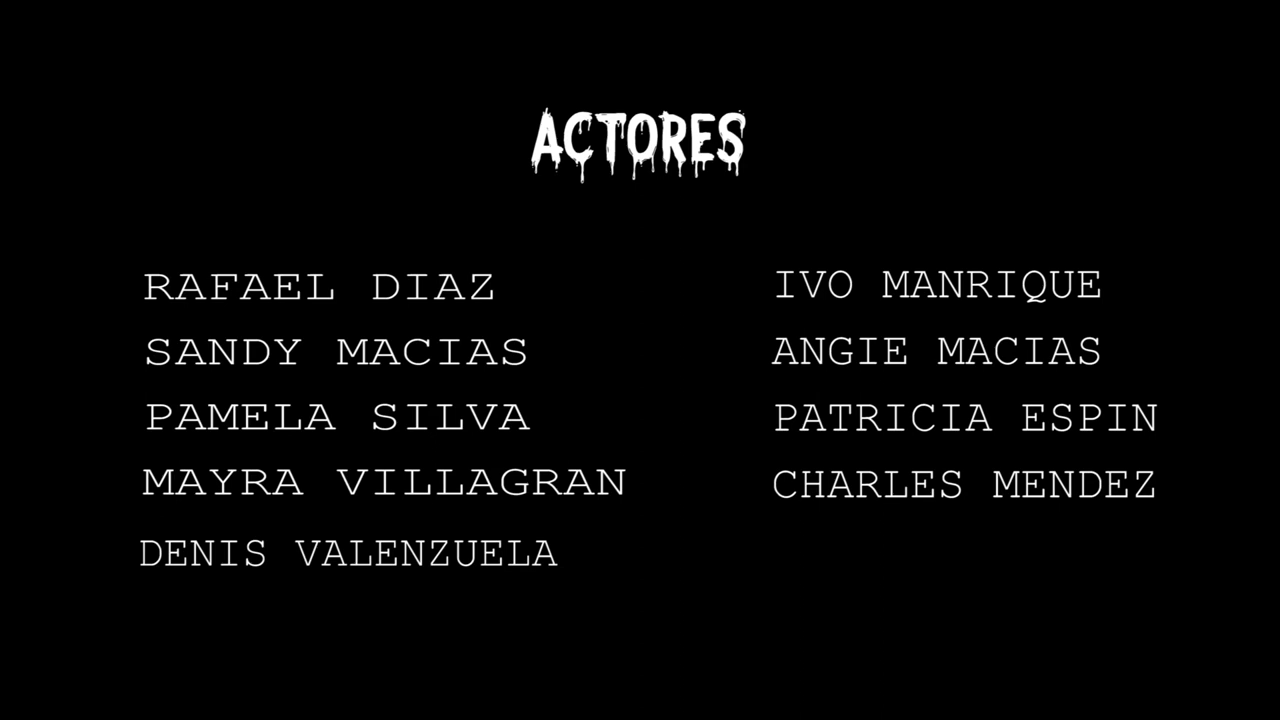 ACTORES
RAFAEL DIAZ
SANDY MACIAS
PAMELA SILVA
MAYRA VILLAGRAN
DENIS VALENZUELA
IVO MANRIQUE
ANGIE MACIAS
PATRICIA ESPIN
CHARLES MENDEZ